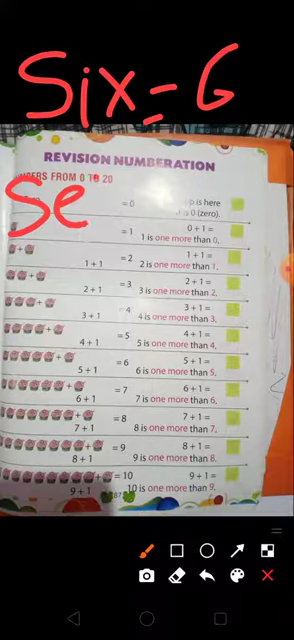 Six = 6
REVISION NUMBERATION
NUMBERS FROM 0 TO 20
Se
= 0 is here
is 0 (zero).
= 1 0 + 1 =
1 is one more than 0.
+ = 2 1 + 1 =
1 + 1 2 is one more than 1.
+ = 3 2 + 1 =
2 + 1 3 is one more than 2.
+ = 4 3 + 1 =
3 + 1 4 is one more than 3.
+ = 5 4 + 1 =
4 + 1 5 is one more than 4.
+ = 6 5 + 1 =
5 + 1 6 is one more than 5.
+ = 7 6 + 1 =
6 + 1 7 is one more than 6.
+ = 8 7 + 1 =
7 + 1 8 is one more than 7.
+ = 9 8 + 1 =
8 + 1 9 is one more than 8.
+ = 10 9 + 1 =
9 + 1 10 is one more than 9.